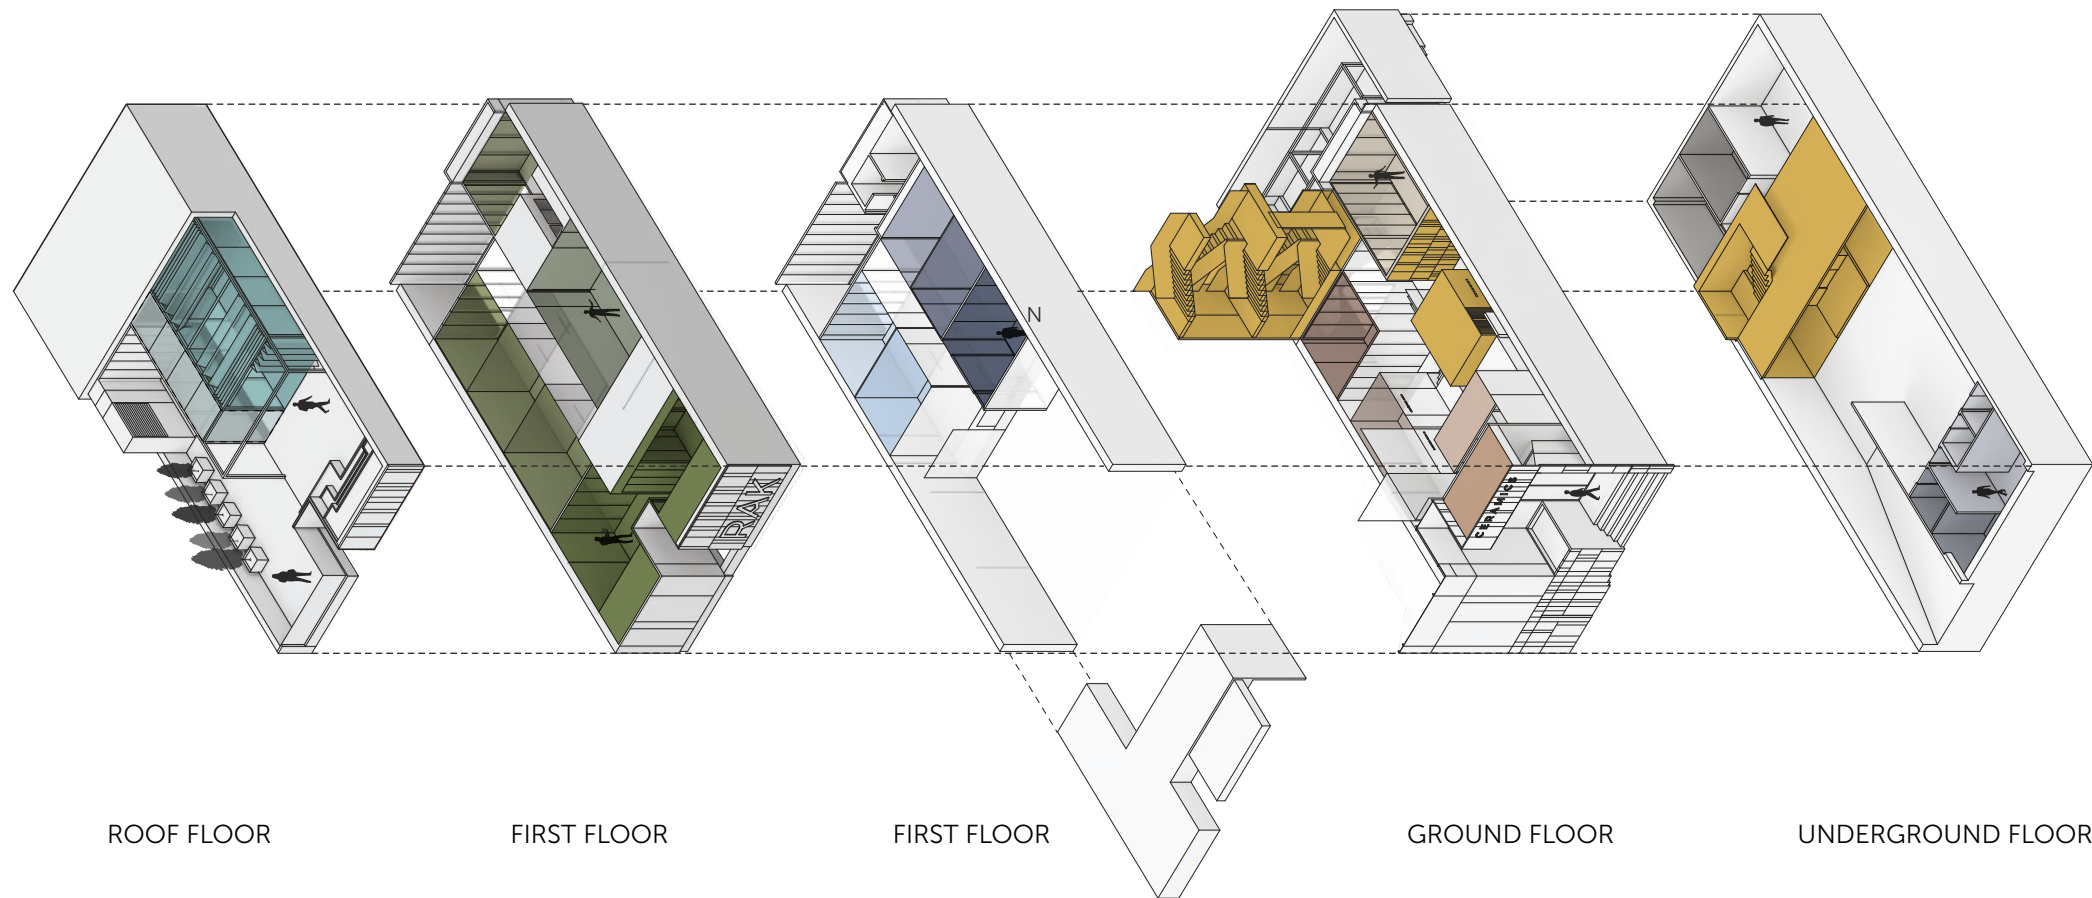 N
RAK
CERAMICS
ROOF FLOOR
FIRST FLOOR
FIRST FLOOR
GROUND FLOOR
UNDERGROUND FLOOR